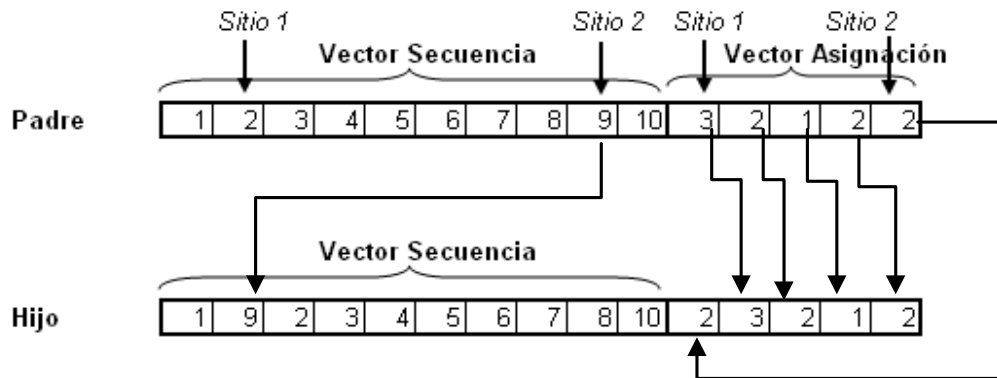 Sitio 1 Sitio 2 Sitio 1 Sitio 2
Vector Secuencia Vector Asignación
Padre 1 2 3 4 5 6 7 8 9 10 3 2 1 2 2
Vector Secuencia
Hijo 1 9 2 3 4 5 6 7 8 10 2 3 2 1 2